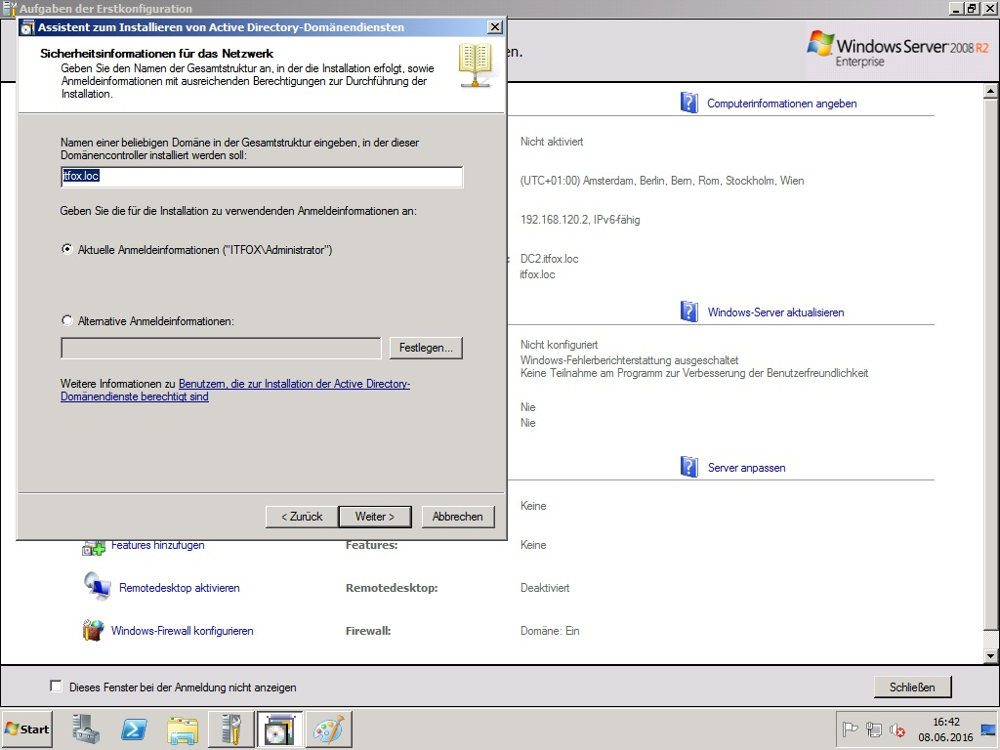 Aufgaben der Erstkonfiguration
Assistent zum Installieren von Active Directory-Domänendiensten
Sicherheitsinformationen für das Netzwerk
Geben Sie den Namen der Gesamtstruktur an, in der die Installation erfolgt, sowie
Anmeldeinformationen mit ausreichenden Berechtigungen zur Durchführung der
Installation.
Namen einer beliebigen Domäne in der Gesamtstruktur eingeben, in der dieser
Domänencontroller installiert werden soll:
itfox.loc
Geben Sie die für die Installation zu verwendenden Anmeldeinformationen an:
Aktuelle Anmeldeinformationen ("ITFOX\Administrator")
Alternative Anmeldeinformationen:
Festlegen...
Weitere Informationen zu Benutzern, die zur Installation der Active Directory-
Domänendienste berechtigt sind
< Zurück
Weiter >
Abbrechen
en.
Windows Server 2008 R2
Enterprise
Computerinformationen angeben
Nicht aktiviert
(UTC+01:00) Amsterdam, Berlin, Bern, Rom, Stockholm, Wien
192.168.120.2, IPv6-fähig
: DC2.itfox.loc
itfox.loc
Windows-Server aktualisieren
Nicht konfiguriert
Windows-Fehlerberichterstattung ausgeschaltet
Keine Teilnahme am Programm zur Verbesserung der Benutzerfreundlichkeit
Nie
Nie
Server anpassen
Keine
Features hinzufügen Features: Keine
Remotedesktop aktivieren Remotedesktop: Deaktiviert
Windows-Firewall konfigurieren Firewall: Domäne: Ein
Dieses Fenster bei der Anmeldung nicht anzeigen
Schließen
Start
16:42
08.06.2016